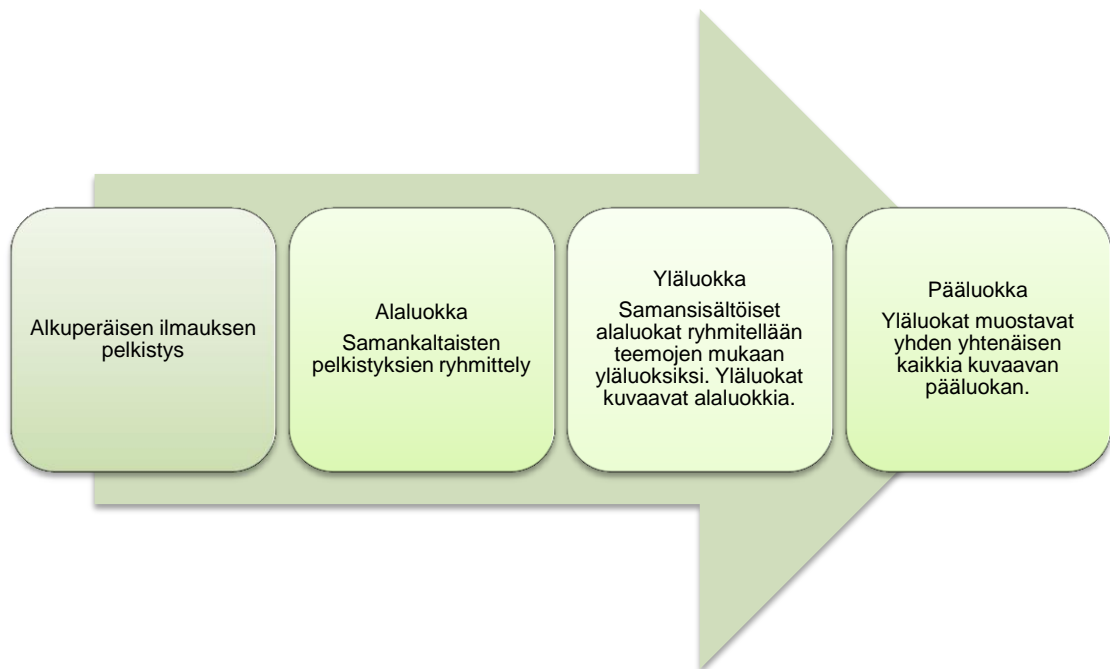 Alkuperäisen ilmauksen
pelkistys
Alaluokka
Samankaltaisten
pelkistyksien ryhmittely
Yläluokka
Samansisältöiset
alaluokat ryhmitellään
teemojen mukaan
yläluoksiksi. Yläluokat
kuvaavat alaluokkia.
Pääluokka
Yläluokat muostavat
yhden yhtenäisen
kaikkia kuvaavan
pääluokan.